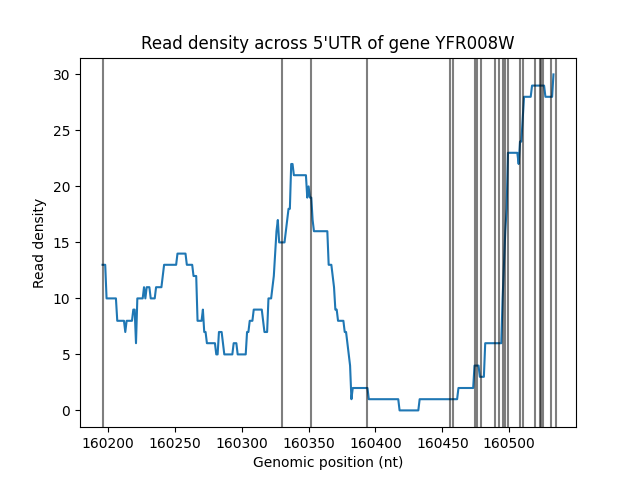 Read density across 5'UTR of gene YFR008W
30
25
20
15
10
5
0
Read density
160200 160250 160300 160350 160400 160450 160500
Genomic position (nt)